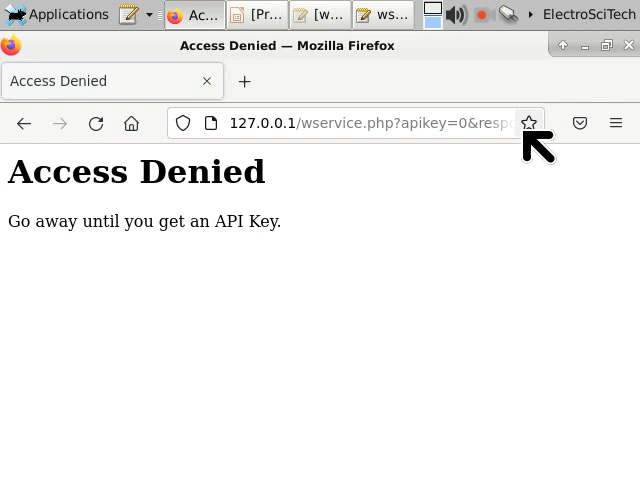 Applications Ac... [Pr... [w... ws... ElectroSciTech
Access Denied — Mozilla Firefox
Access Denied
127.0.0.1/wservice.php?apikey=0&resp
Access Denied
Go away until you get an API Key.